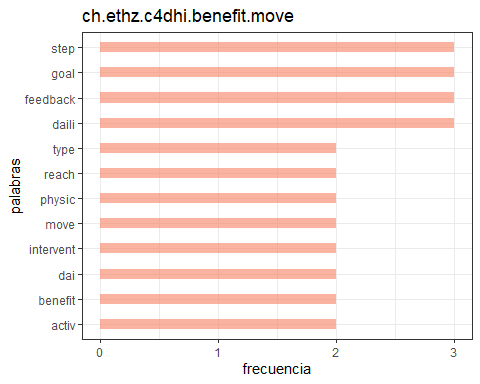 ch.ethz.c4dhi.benefit.move
step
goal
feedback
daili
type
reach
physic
move
intervent
dai
benefit
activ
palabras
0 1 2 3
frecuencia